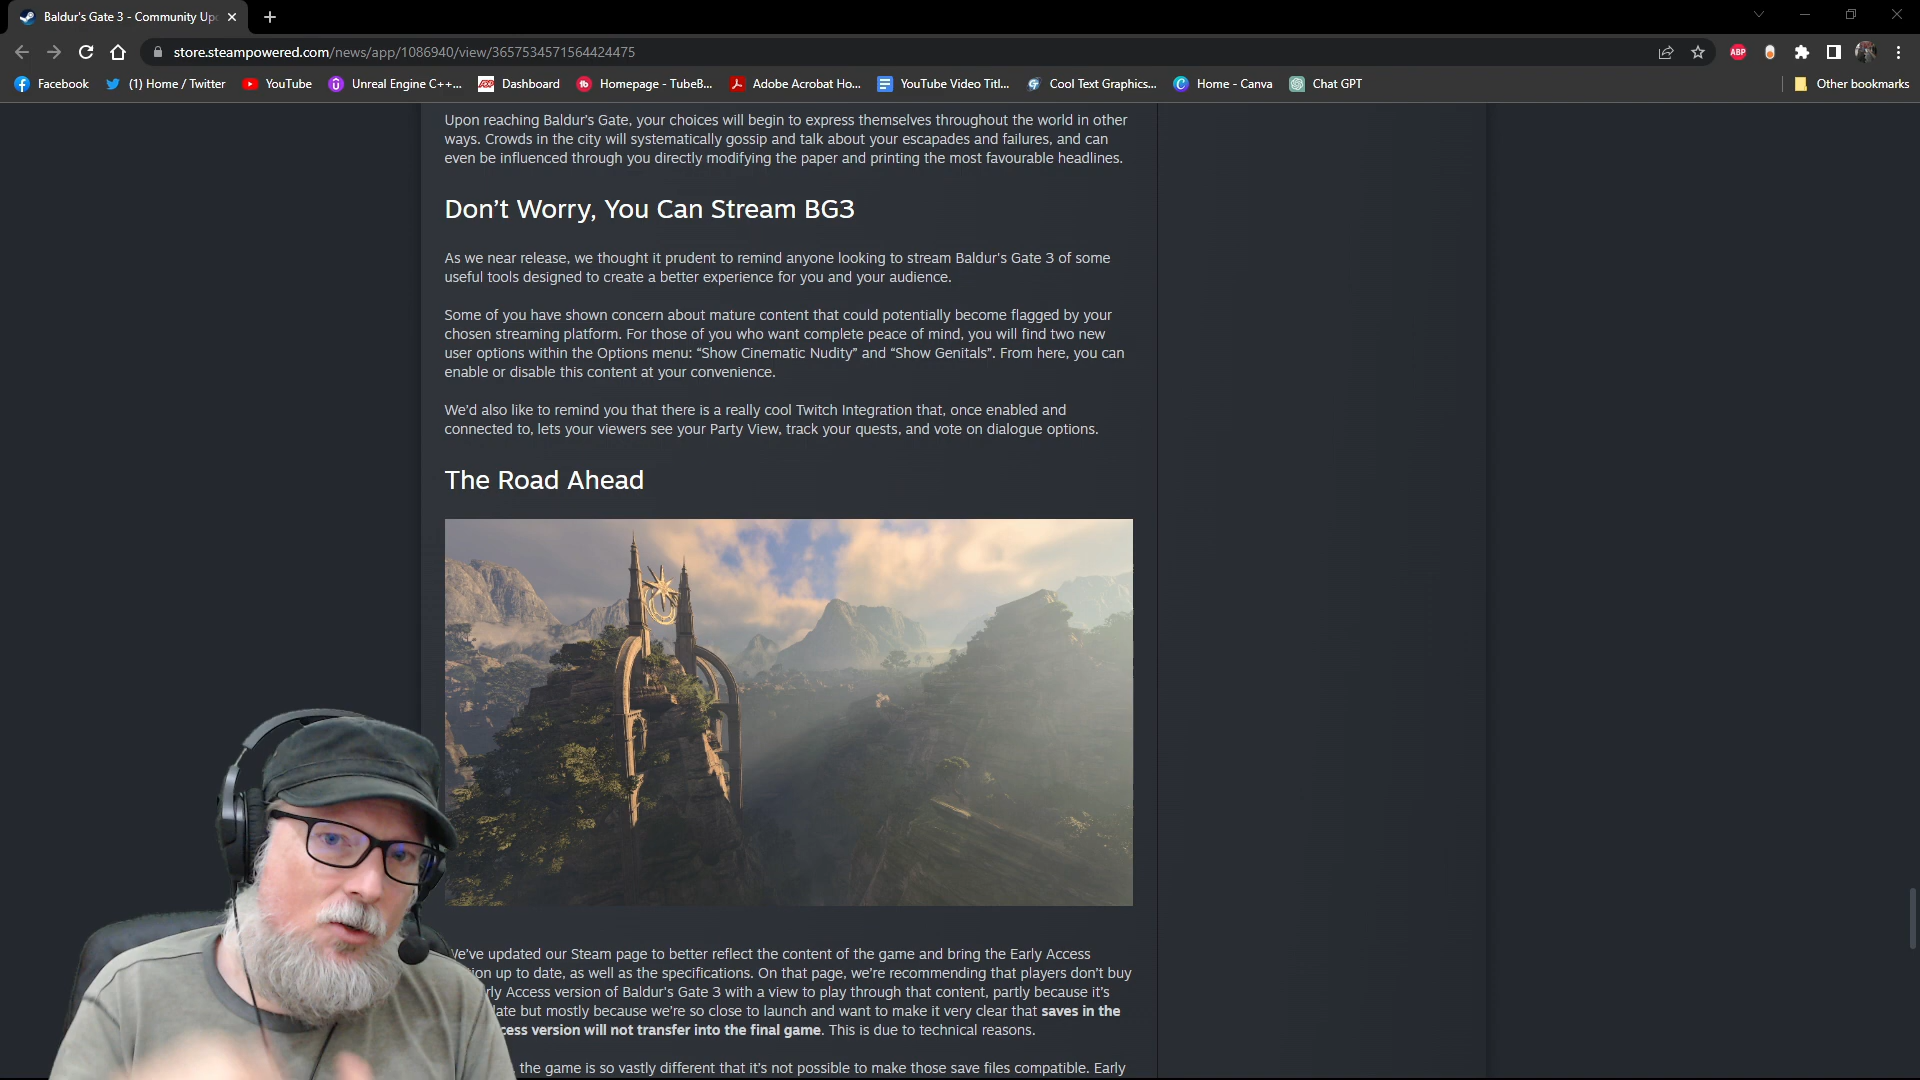 Baldur's Gate 3 - Community Up
store.steampowered.com/news/app/1086940/view/3657534571564424475
ABP
Facebook
(1) Home / Twitter
YouTube
Unreal Engine C++...
Dashboard
Homepage - TubeB...
Adobe Acrobat Ho...
YouTube Video Titl...
Cool Text Graphics...
Home - Canva
Chat GPT
Other bookmarks
Upon reaching Baldur's Gate, your choices will begin to express themselves throughout the world in other
ways. Crowds in the city will systematically gossip and talk about your escapades and failures, and can
even be influenced through you directly modifying the paper and printing the most favourable headlines.
Don't Worry, You Can Stream BG3
As we near release, we thought it prudent to remind anyone looking to stream Baldur's Gate 3 of some
useful tools designed to create a better experience for you and your audience.
Some of you have shown concern about mature content that could potentially become flagged by your
chosen streaming platform. For those of you who want complete peace of mind, you will find two new
user options within the Options menu: “Show Cinematic Nudity” and “Show Genitals”. From here, you can
enable or disable this content at your convenience.
We'd also like to remind you that there is a really cool Twitch Integration that, once enabled and
connected to, lets your viewers see your Party View, track your quests, and vote on dialogue options.
The Road Ahead
We've updated our Steam page to better reflect the content of the game and bring the Early Access
up to date, as well as the specifications. On that page, we're recommending that players don't buy
Access version of Baldur's Gate 3 with a view to play through that content, partly because it's
but mostly because we're so close to launch and want to make it very clear that saves in the
version will not transfer into the final game. This is due to technical reasons.
the game is so vastly different that it's not possible to make those save files compatible. Early